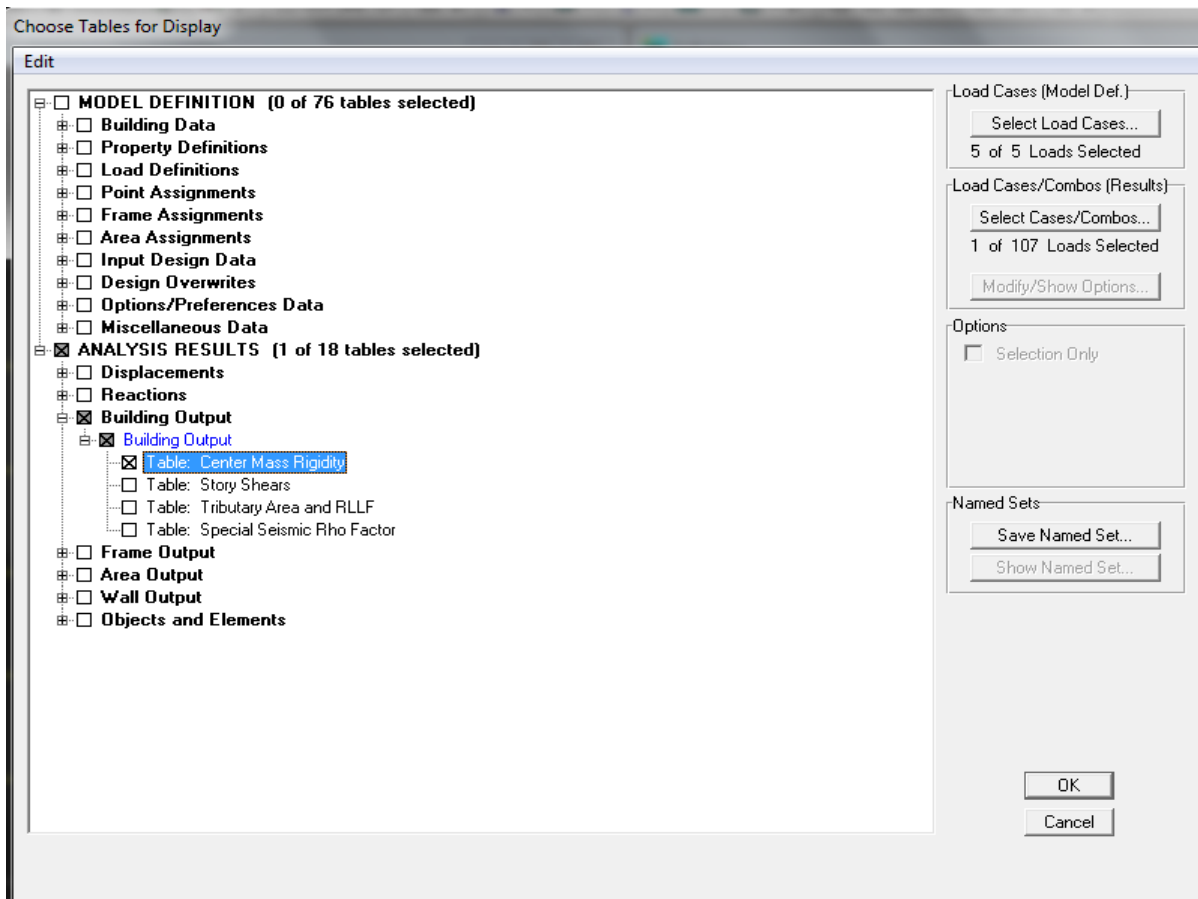 Choose Tables for Display
Edit
MODEL DEFINITION (0 of 76 tables selected)
Building Data
Property Definitions
Load Definitions
Point Assignments
Frame Assignments
Area Assignments
Input Design Data
Design Overwrites
Options/Preferences Data
Miscellaneous Data
ANALYSIS RESULTS (1 of 18 tables selected)
Displacements
Reactions
Building Output
Building Output
Table: Center Mass Rigidity
Table: Story Shears
Table: Tributary Area and RLLF
Table: Special Seismic Rho Factor
Frame Output
Area Output
Wall Output
Objects and Elements
Load Cases (Model Def.)
Select Load Cases...
5 of 5 Loads Selected
Load Cases/Combos (Results)
Select Cases/Combos...
1 of 107 Loads Selected
Modify/Show Options...
Options
Selection Only
Named Sets
Save Named Set...
Show Named Set...
OK
Cancel